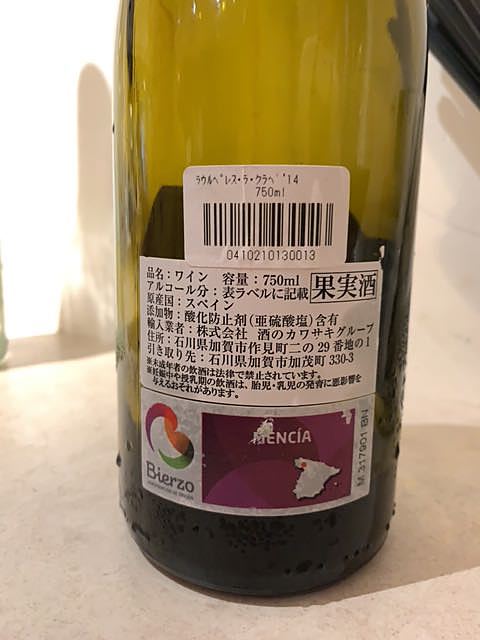 ラウルペレス・ラ・クラベ '14
750ml
0410210130013
品名:ワイン 容量:750ml
アルコール分:表ラベルに記載
果実酒
原産国:スペイン
添加物:酸化防止剤(亜硫酸塩)含有
輸入業者:株式会社 酒のカワサキグループ
住所:石川県加賀市作見町二の29番地の1
引き取り先:石川県加賀市加茂町330-3
※未成年者の飲酒は法律で禁止されています。
※妊娠中や授乳期の飲酒は、胎児・乳児の発育に悪影響を
与えるおそれがあります。
MENCÍA
Bierzo
M 317901 BN